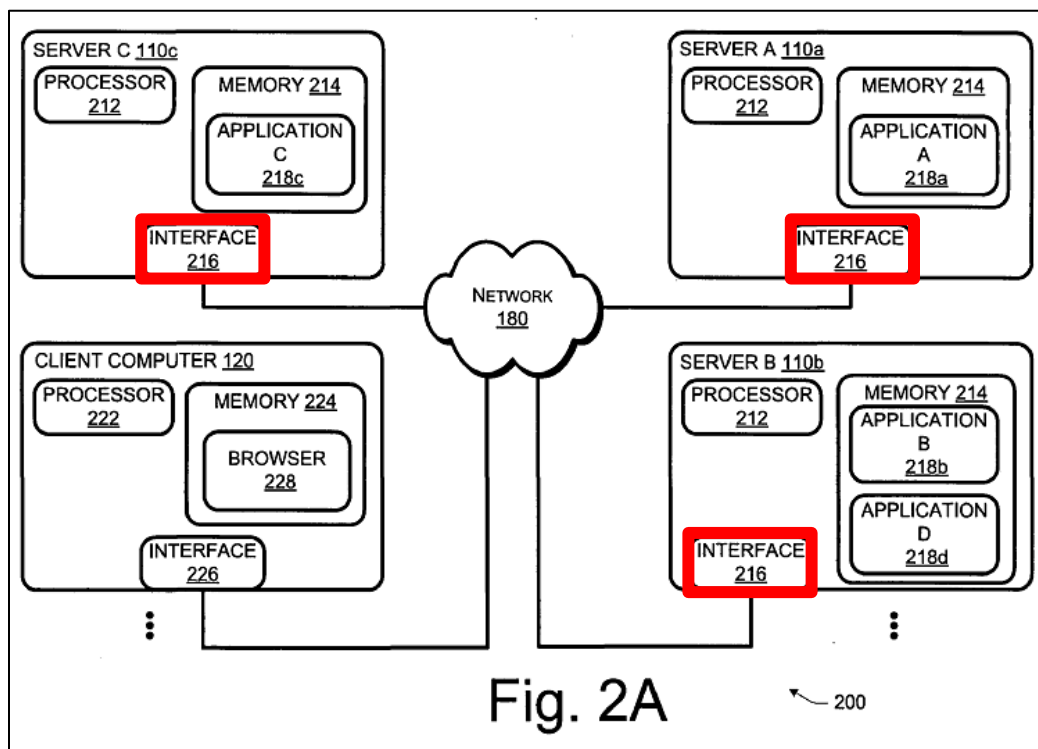 SERVER C 110c
PROCESSOR
212
MEMORY 214
APPLICATION
C
218c
INTERFACE
216
SERVER A 110a
PROCESSOR
212
MEMORY 214
APPLICATION
A
218a
INTERFACE
216
NETWORK
180
CLIENT COMPUTER 120
PROCESSOR
222
MEMORY 224
BROWSER
228
INTERFACE
226
SERVER B 110b
PROCESSOR
212
MEMORY 214
APPLICATION
B
218b
APPLICATION
D
218d
INTERFACE
216
Fig. 2A
200